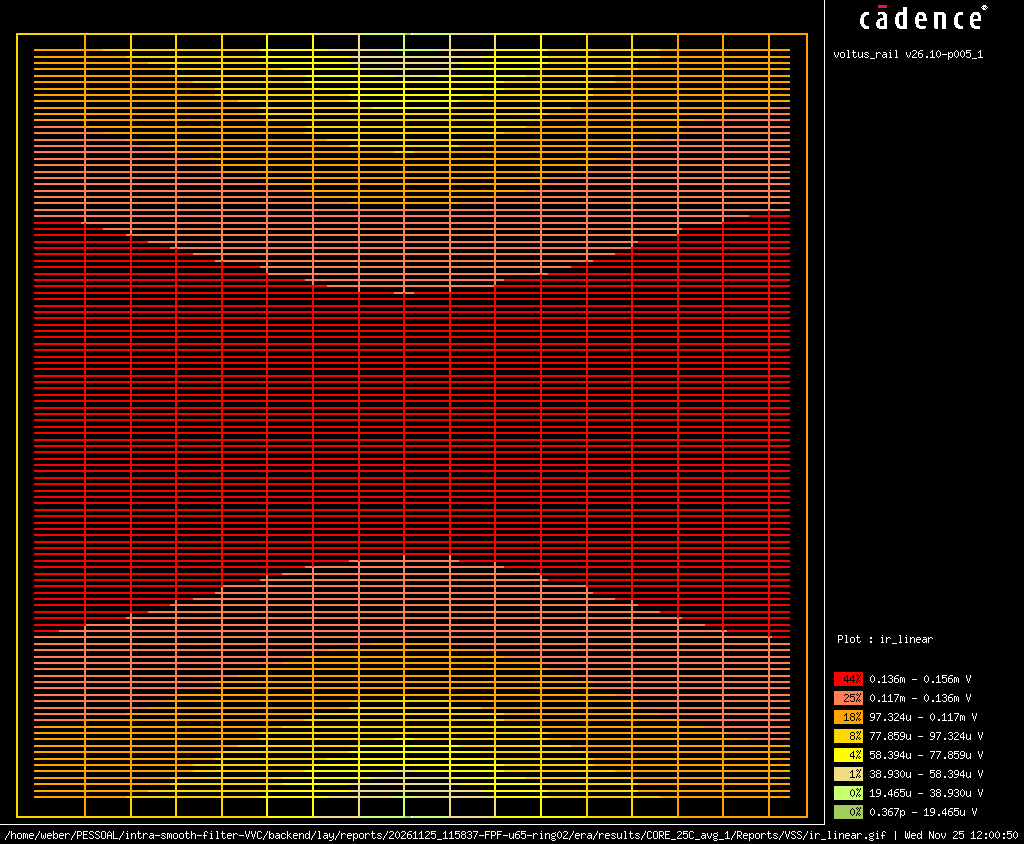 cādence®
voltus_rail v26.10-p005_1
Plot : ir_linear
44% 0.136m - 0.156m V
25% 0.117m - 0.136m V
18% 97.324u - 0.117m V
8% 77.859u - 97.324u V
4% 58.394u - 77.859u V
1% 38.930u - 58.394u V
0% 19.465u - 38.930u V
0% 0.367p - 19.465u V
/home/weber/PESSOAL/intra-smooth-filter-VVC/backend/lay/reports/20261125_115837-FPF-u65-ring02/era/results/CORE_25C_avg_1/Reports/VSS/ir_linear.gif | Wed Nov 25 12:00:50